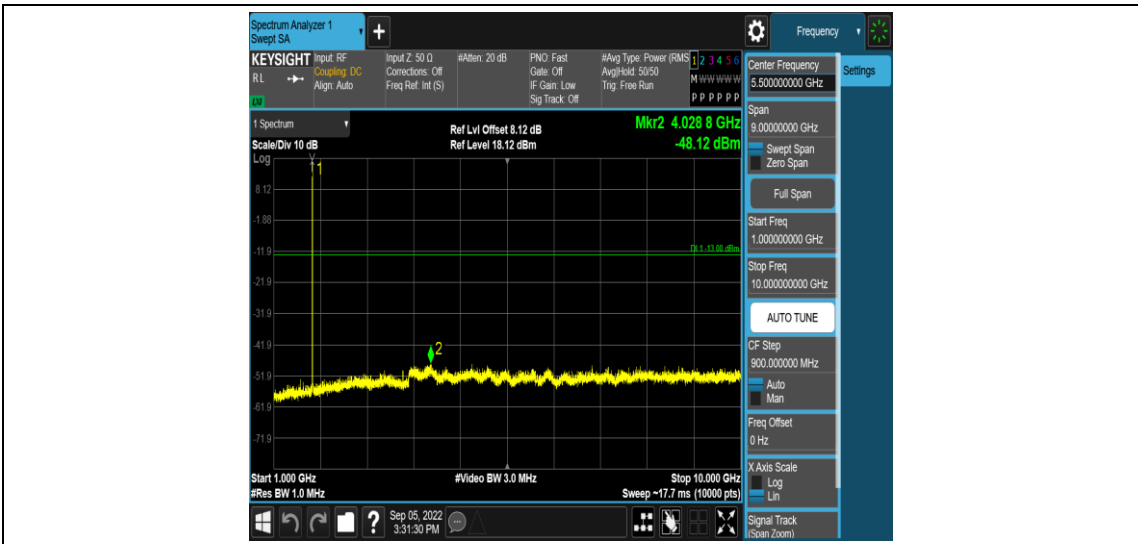 Spectrum Analyzer 1
Swept SA
+
Frequency
KEYSIGHT
RL
LXI
Input: RF
Coupling: DC
Align: Auto
Input Z: 50 Ω
Corrections: Off
Freq Ref: Int (S)
#Atten: 20 dB
PNO: Fast
Gate: Off
IF Gain: Low
Sig Track: Off
#Avg Type: Power (RMS
Avg|Hold: 50/50
Trig: Free Run
1 2 3 4 5 6
M W W W W W
P P P P P P
1 Spectrum
Scale/Div 10 dB
Log
Ref Lvl Offset 8.12 dB
Ref Level 18.12 dBm
Mkr2 4.028 8 GHz
-48.12 dBm
1
8.12
-1.88
-11.9
DL1 -13.00 dBm
-21.9
-31.9
-41.9
2
-51.9
-61.9
-71.9
Start 1.000 GHz
#Res BW 1.0 MHz
#Video BW 3.0 MHz
Stop 10.000 GHz
Sweep ~17.7 ms (10000 pts)
?
Sep 05, 2022
3:31:30 PM
Center Frequency
5.500000000 GHz
Settings
Span
9.00000000 GHz
Swept Span
Zero Span
Full Span
Start Freq
1.000000000 GHz
Stop Freq
10.000000000 GHz
AUTO TUNE
CF Step
900.000000 MHz
Auto
Man
Freq Offset
0 Hz
X Axis Scale
Log
Lin
Signal Track
(Span Zoom)